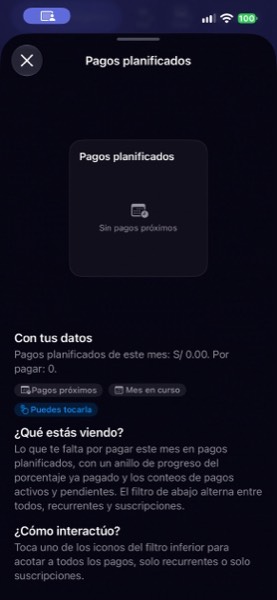 100
Pagos planificados
Pagos planificados
Sin pagos próximos
Con tus datos
Pagos planificados de este mes: S/ 0.00. Por
pagar: 0.
Pagos próximos
Mes en curso
Puedes tocarla
¿Qué estás viendo?
Lo que te falta por pagar este mes en pagos
planificados, con un anillo de progreso del
porcentaje ya pagado y los conteos de pagos
activos y pendientes. El filtro de abajo alterna entre
todos, recurrentes y suscripciones.
¿Cómo interactúo?
Toca uno de los iconos del filtro inferior para
acotar a todos los pagos, solo recurrentes o solo
suscripciones.